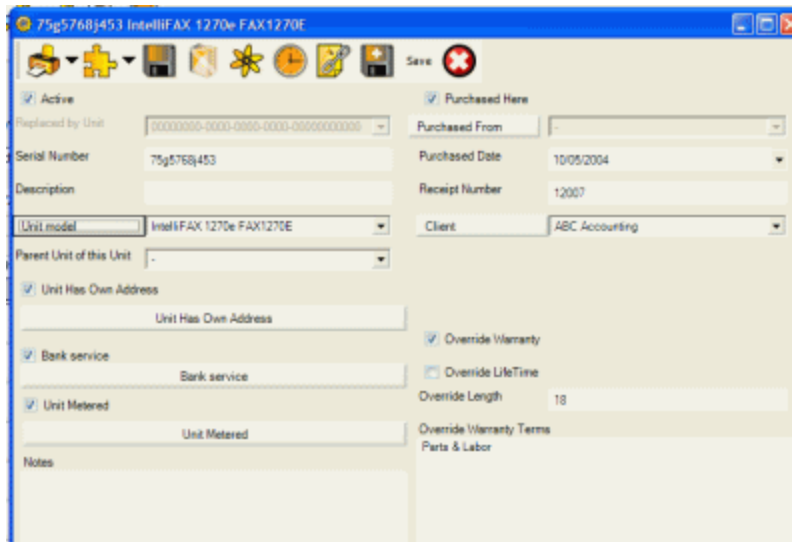 75g5768j453 IntelliFAX 1270e FAX1270E
Save
Active
Replaced by Unit 00000000-0000-0000-0000-000000000000
Serial Number 75g5768j453
Description
Unit model IntelliFAX 1270e FAX1270E
Parent Unit of this Unit -
Unit Has Own Address
Unit Has Own Address
Bank service
Bank service
Unit Metered
Unit Metered
Notes
Purchased Here
Purchased From -
Purchased Date 10/05/2004
Receipt Number 12007
Client ABC Accounting
Override Warranty
Override LifeTime
Override Length 18
Override Warranty Terms
Parts & Labor